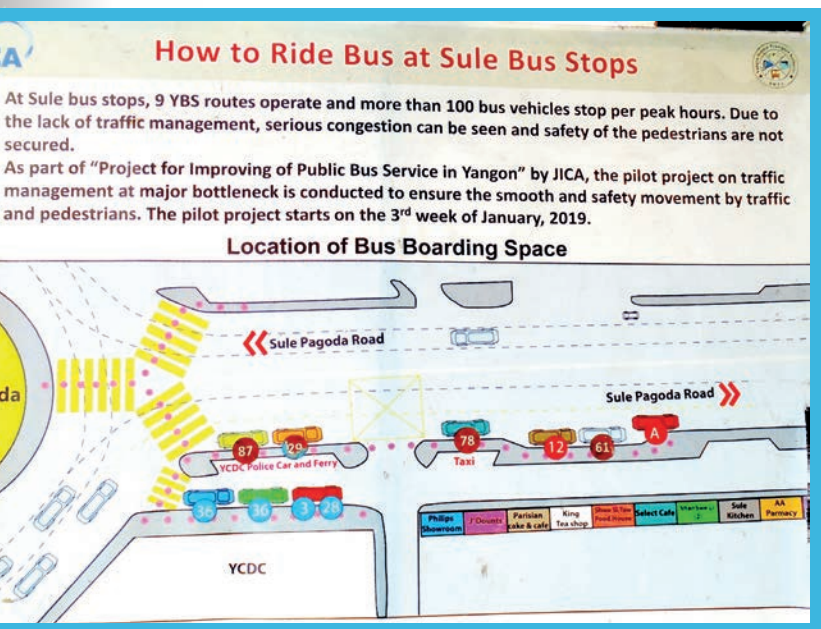 How to Ride Bus at Sule Bus Stops
At Sule bus stops, 9 YBS routes operate and more than 100 bus vehicles stop per peak hours. Due to
the lack of traffic management, serious congestion can be seen and safety of the pedestrians are not
secured.
As part of “Project for Improving of Public Bus Service in Yangon” by JICA, the pilot project on traffic
management at major bottleneck is conducted to ensure the smooth and safety movement by traffic
and pedestrians. The pilot project starts on the 3rd week of January, 2019.
Location of Bus Boarding Space
Sule Pagoda Road
Sule Pagoda Road
da
87
29
78
12
61
A
YCDC Police Car and Ferry
Taxi
36
36
3
28
Philips
Showroom
J'Dounts
Parisian
cake & cafe
King
Tea shop
Food House
Select Cafe
Sule
Kitchen
AA
Parmacy
YCDC